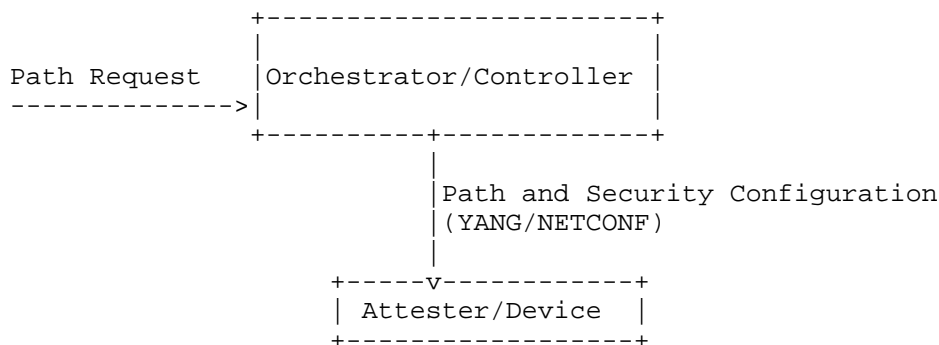 Path Request
Orchestrator/Controller
Path and Security Configuration
(YANG/NETCONF)
Attester/Device